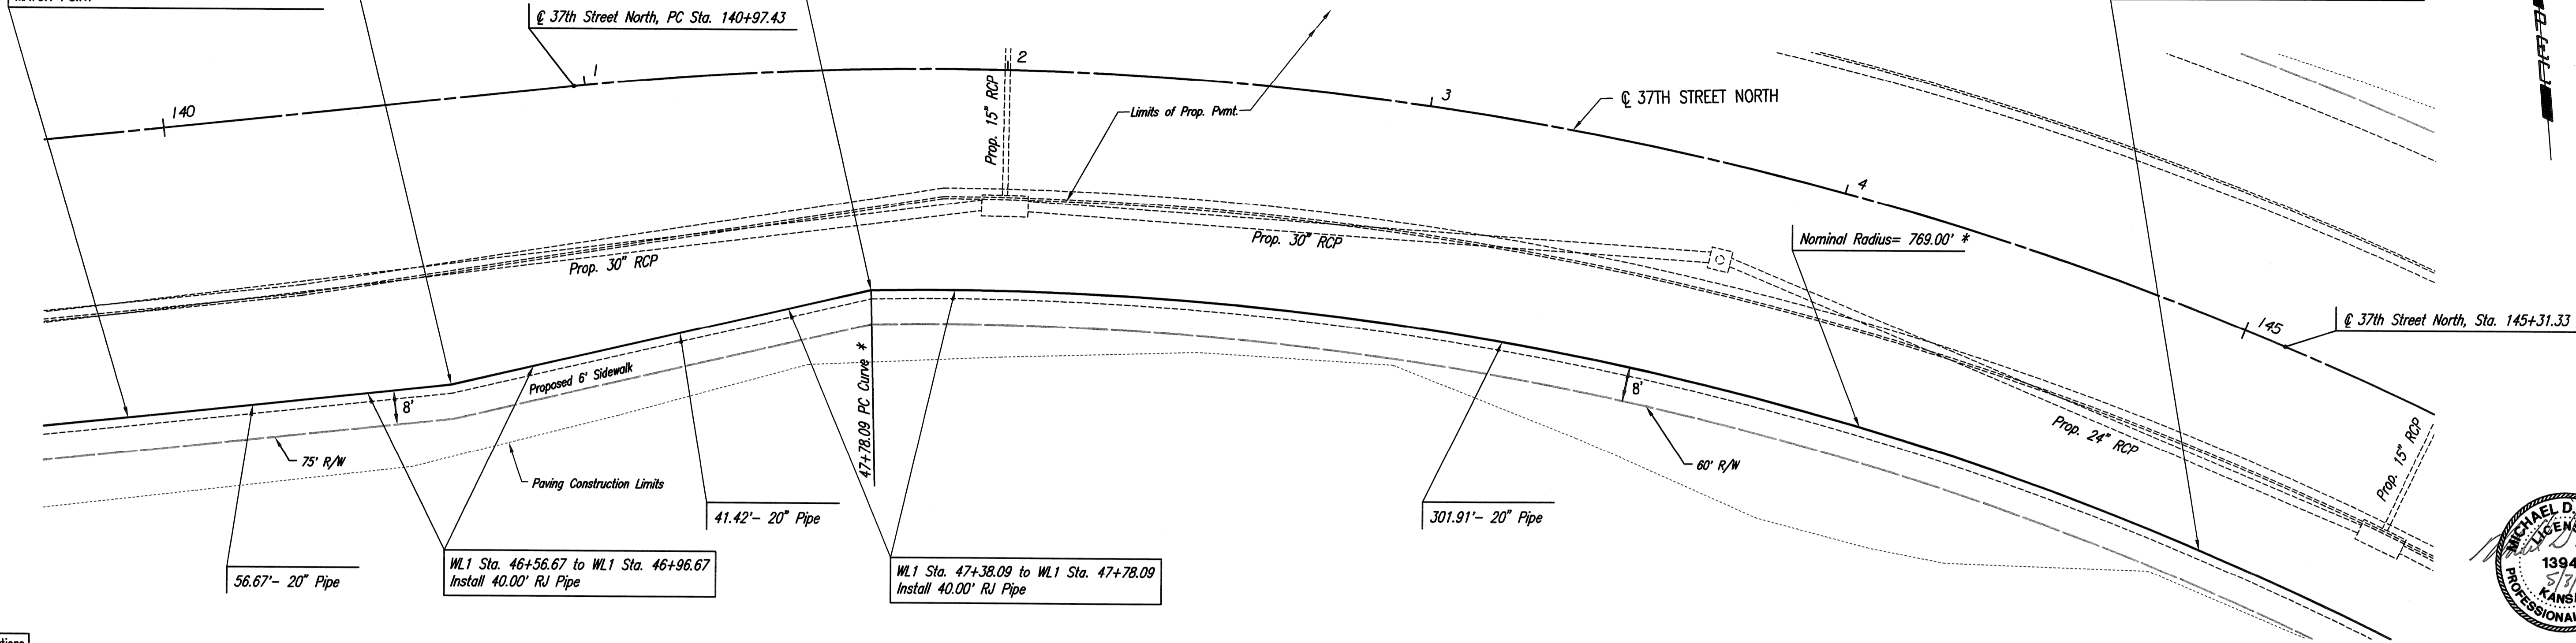 MATCH POINT
℄ 37th Street North, PC Sta. 140+97.43
140
1
2
3
4
145
Prop. 15" RCP
Limits of Prop. Pvmt.
℄ 37TH STREET NORTH
Prop. 30" RCP
Prop. 30" RCP
Nominal Radius= 769.00' *
℄ 37th Street North, Sta. 145+31.33
Proposed 6' Sidewalk
8'
47+78.09 PC Curve *
8'
Prop. 24" RCP
Prop. 15" RCP
75' R/W
Paving Construction Limits
60' R/W
41.42'- 20" Pipe
301.91'- 20" Pipe
56.67'- 20" Pipe
WL1 Sta. 46+56.67 to WL1 Sta. 46+96.67
Install 40.00' RJ Pipe
WL1 Sta. 47+38.09 to WL1 Sta. 47+78.09
Install 40.00' RJ Pipe
MICHAEL D.
LICENS
1394
5/3/
KANS
PROFESSIONAL